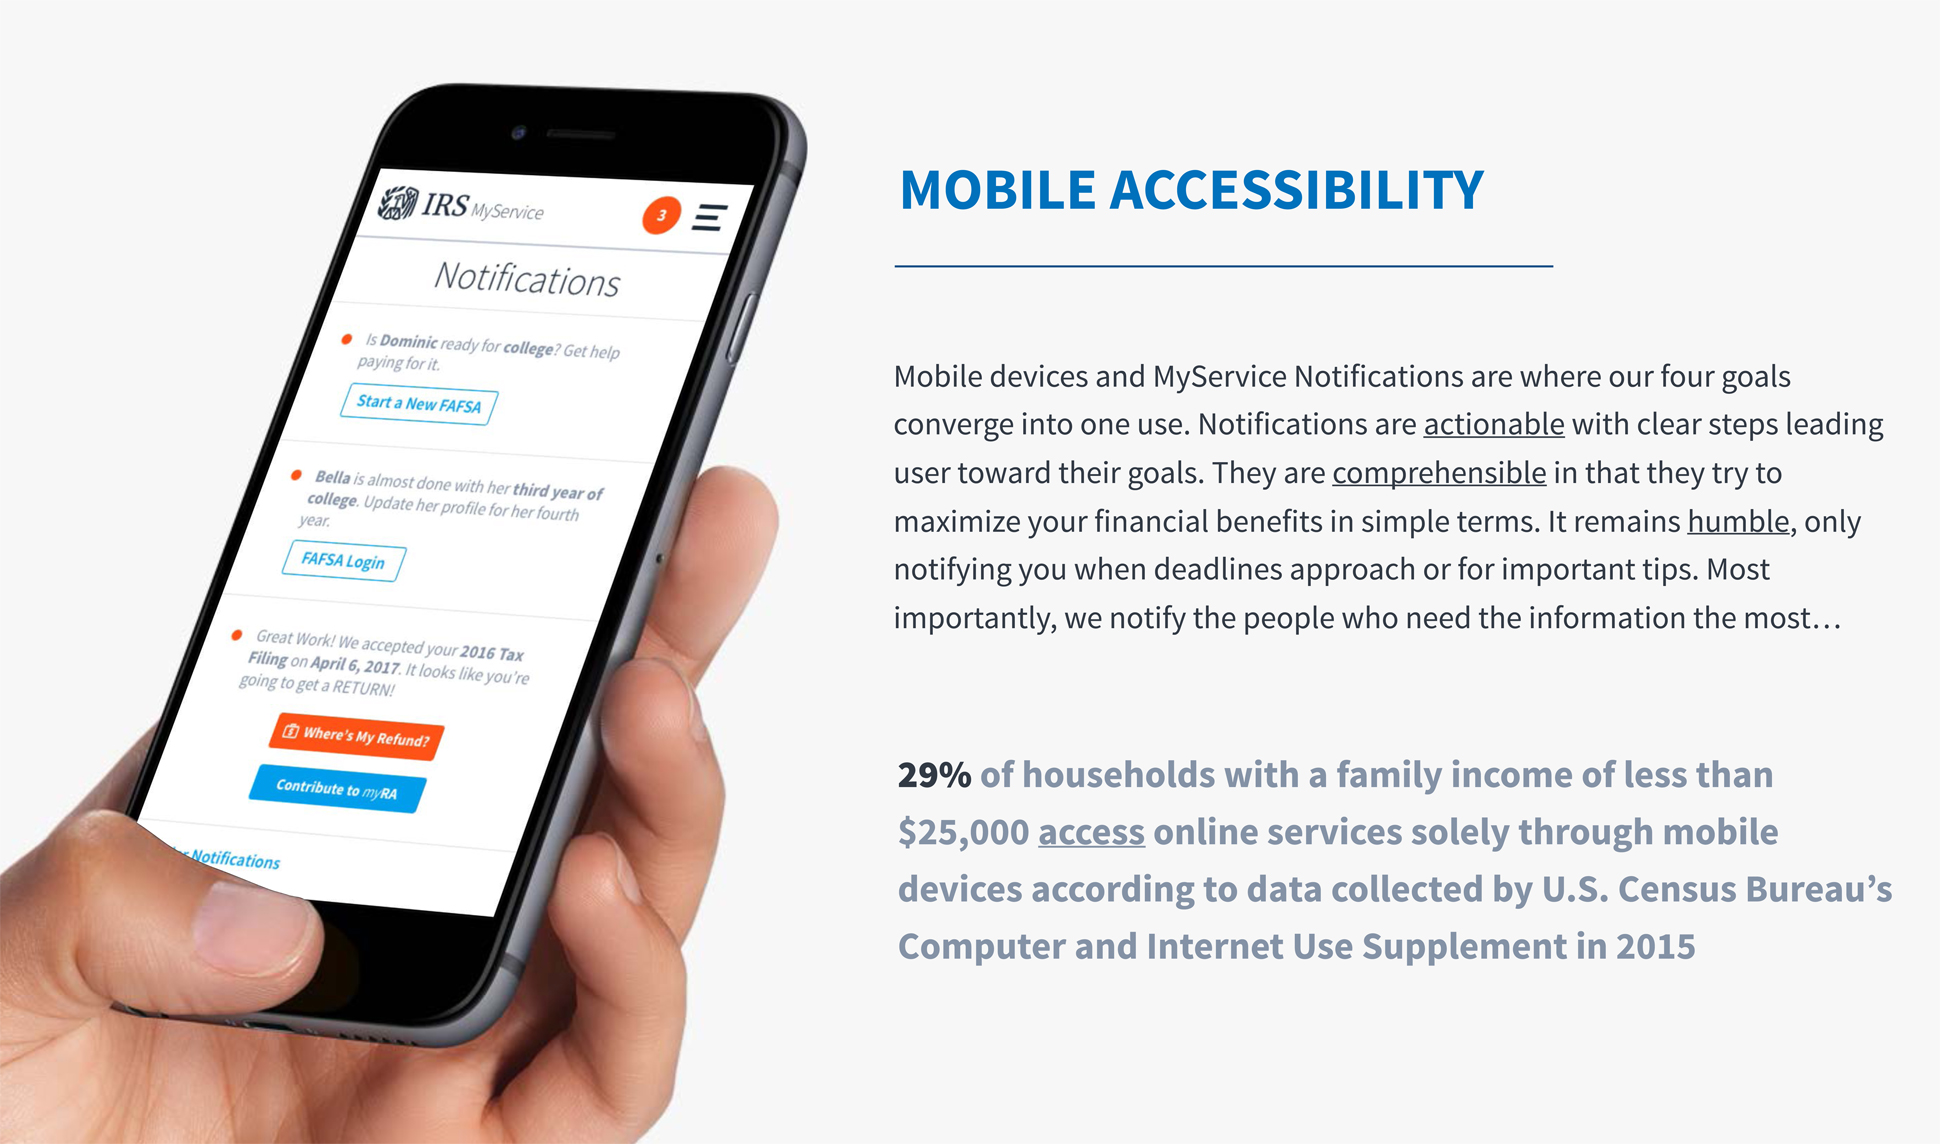 IRS MyService
3
Notifications
Is Dominic ready for college? Get help
paying for it.
Start a New FAFSA
Bella is almost done with her third year of
college. Update her profile for her fourth
year.
FAFSA Login
Great Work! We accepted your 2016 Tax
Filing on April 6, 2017. It looks like you're
going to get a RETURN!
Where's My Refund?
Contribute to myRA
Notifications
MOBILE ACCESSIBILITY
Mobile devices and MyService Notifications are where our four goals
converge into one use. Notifications are actionable with clear steps leading
user toward their goals. They are comprehensible in that they try to
maximize your financial benefits in simple terms. It remains humble, only
notifying you when deadlines approach or for important tips. Most
importantly, we notify the people who need the information the most…
29% of households with a family income of less than
$25,000 access online services solely through mobile
devices according to data collected by U.S. Census Bureau’s
Computer and Internet Use Supplement in 2015